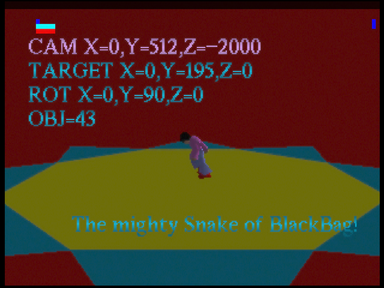 CAM X=0,Y=512,Z=-2000
TARGET X=0,Y=195,Z=0
ROT X=0,Y=90,Z=0
OBJ=43
The mighty Snake of BlackBag!